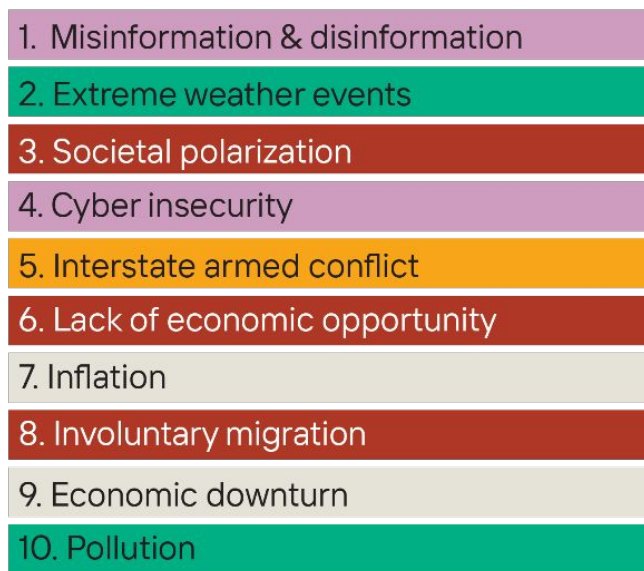 1. Misinformation & disinformation
2. Extreme weather events
3. Societal polarization
4. Cyber insecurity
5. Interstate armed conflict
6. Lack of economic opportunity
7. Inflation
8. Involuntary migration
9. Economic downturn
10. Pollution